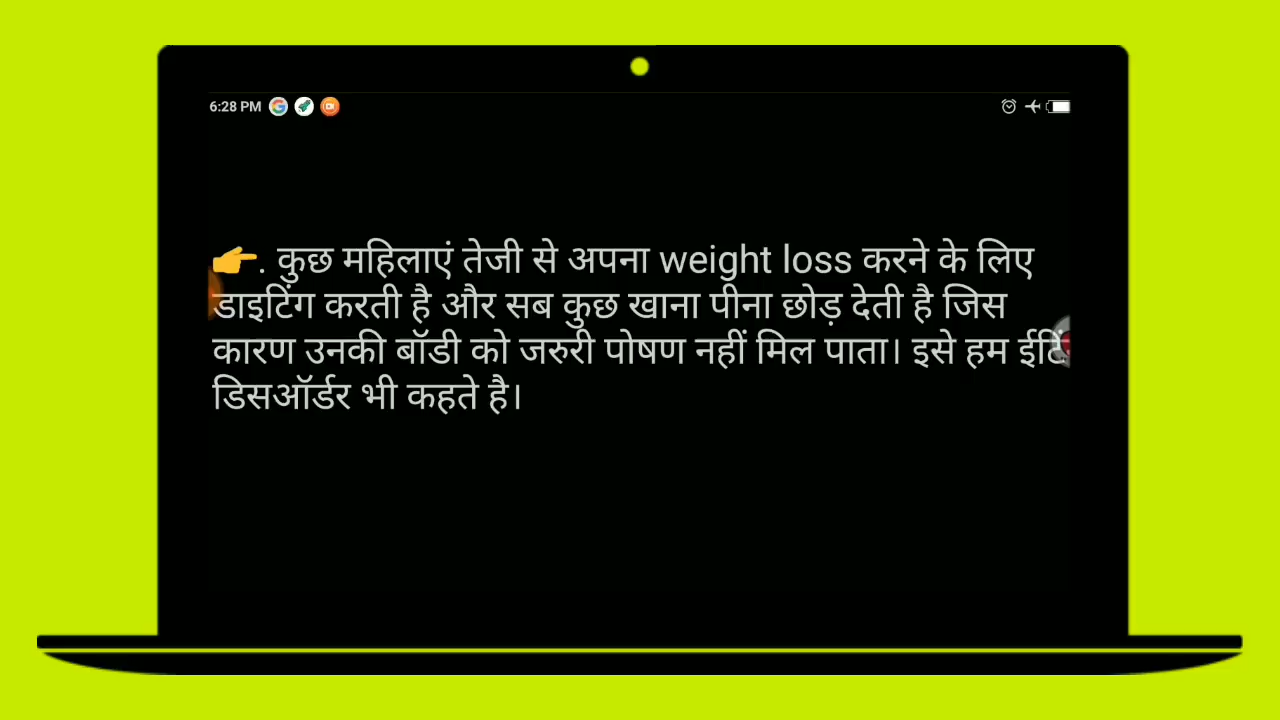 6:28 PM
👉. कुछ महिलाएं तेजी से अपना weight loss करने के लिए
डाइटिंग करती है और सब कुछ खाना पीना छोड़ देती है जिस
कारण उनकी बॉडी को जरुरी पोषण नहीं मिल पाता। इसे हम
डिसऑर्डर भी कहते है।